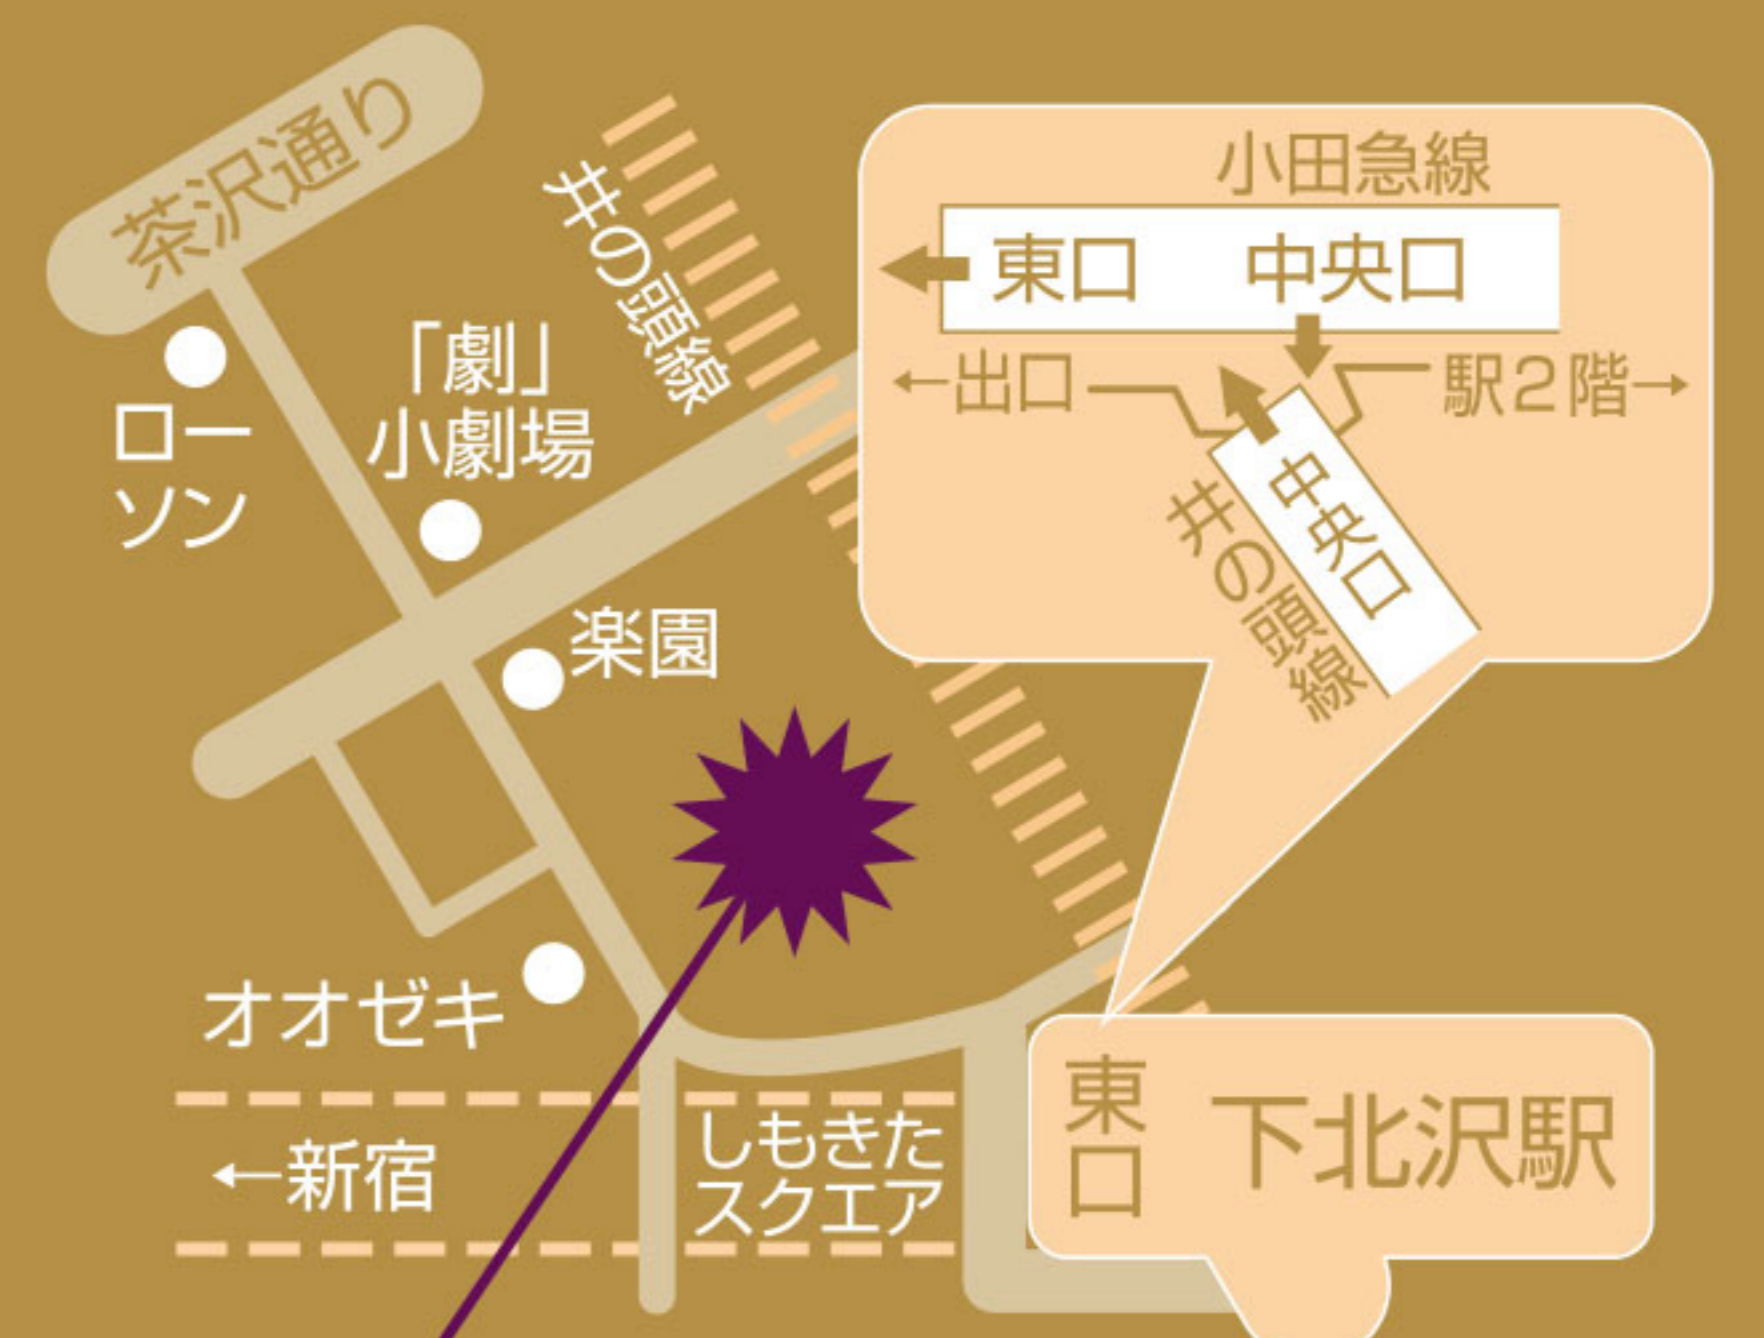 茶沢通り
井の頭線
ロー
ソン
「劇」
小劇場
楽園
オオゼキ
←新宿
しもきた
スクエア
小田急線
東口 中央口
←出口
駅2階→
中央口
井の頭線
東口
下北沢駅